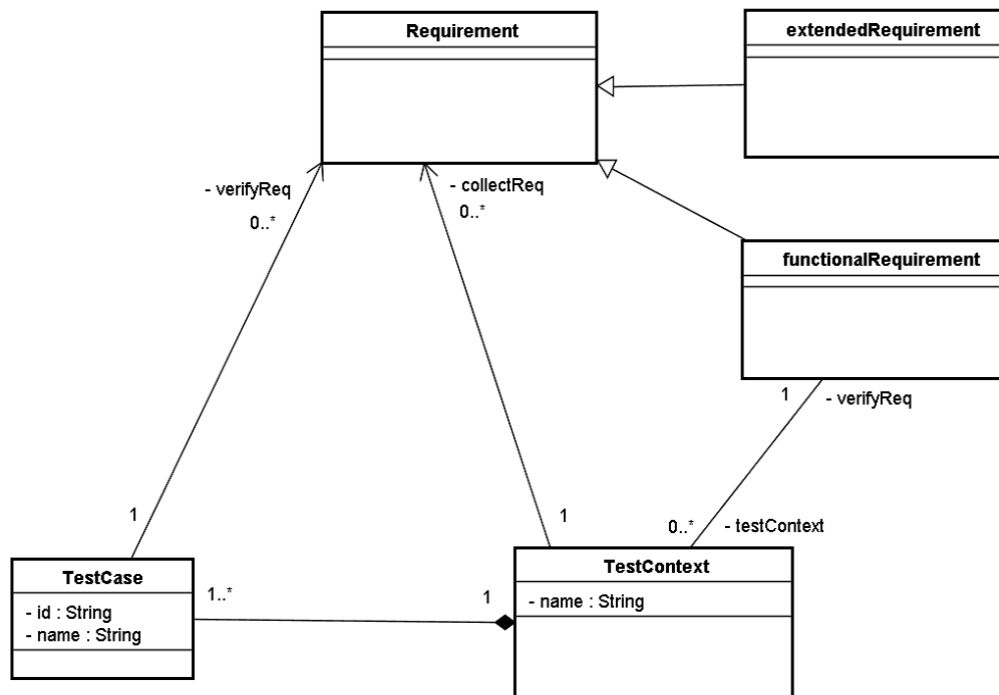 Requirement
extendedRequirement
- verifyReq
0..*
- collectReq
0..*
functionalRequirement
1
- verifyReq
1
1
0..*
- testContext
TestCase
- id : String
- name : String
1..*
1
TestContext
- name : String